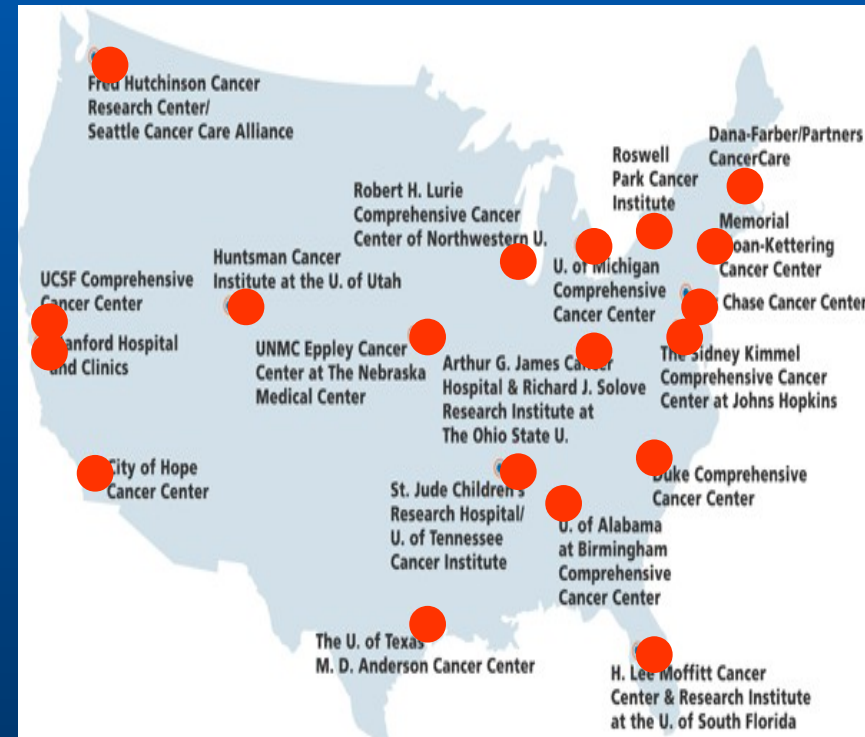 Fred Hutchinson Cancer
Research Center/
Seattle Cancer Care Alliance
Dana-Farber/Partners
CancerCare
Roswell
Park Cancer
Institute
Robert H. Lurie
Comprehensive Cancer
Center of Northwestern U.
Memorial
Sloan-Kettering
Cancer Center
Huntsman Cancer
Institute at the U. of Utah
U. of Michigan
Comprehensive
Cancer Center
UCSF Comprehensive
Cancer Center
Chase Cancer Center
Stanford Hospital
and Clinics
UNMC Eppley Cancer
Center at The Nebraska
Medical Center
Arthur G. James Cancer
Hospital & Richard J. Solove
Research Institute at
The Ohio State U.
The Sidney Kimmel
Comprehensive Cancer
Center at Johns Hopkins
City of Hope
Cancer Center
St. Jude Children's
Research Hospital/
U. of Tennessee
Cancer Institute
Duke Comprehensive
Cancer Center
U. of Alabama
at Birmingham
Comprehensive
Cancer Center
The U. of Texas
M. D. Anderson Cancer Center
H. Lee Moffitt Cancer
Center & Research Institute
at the U. of South Florida